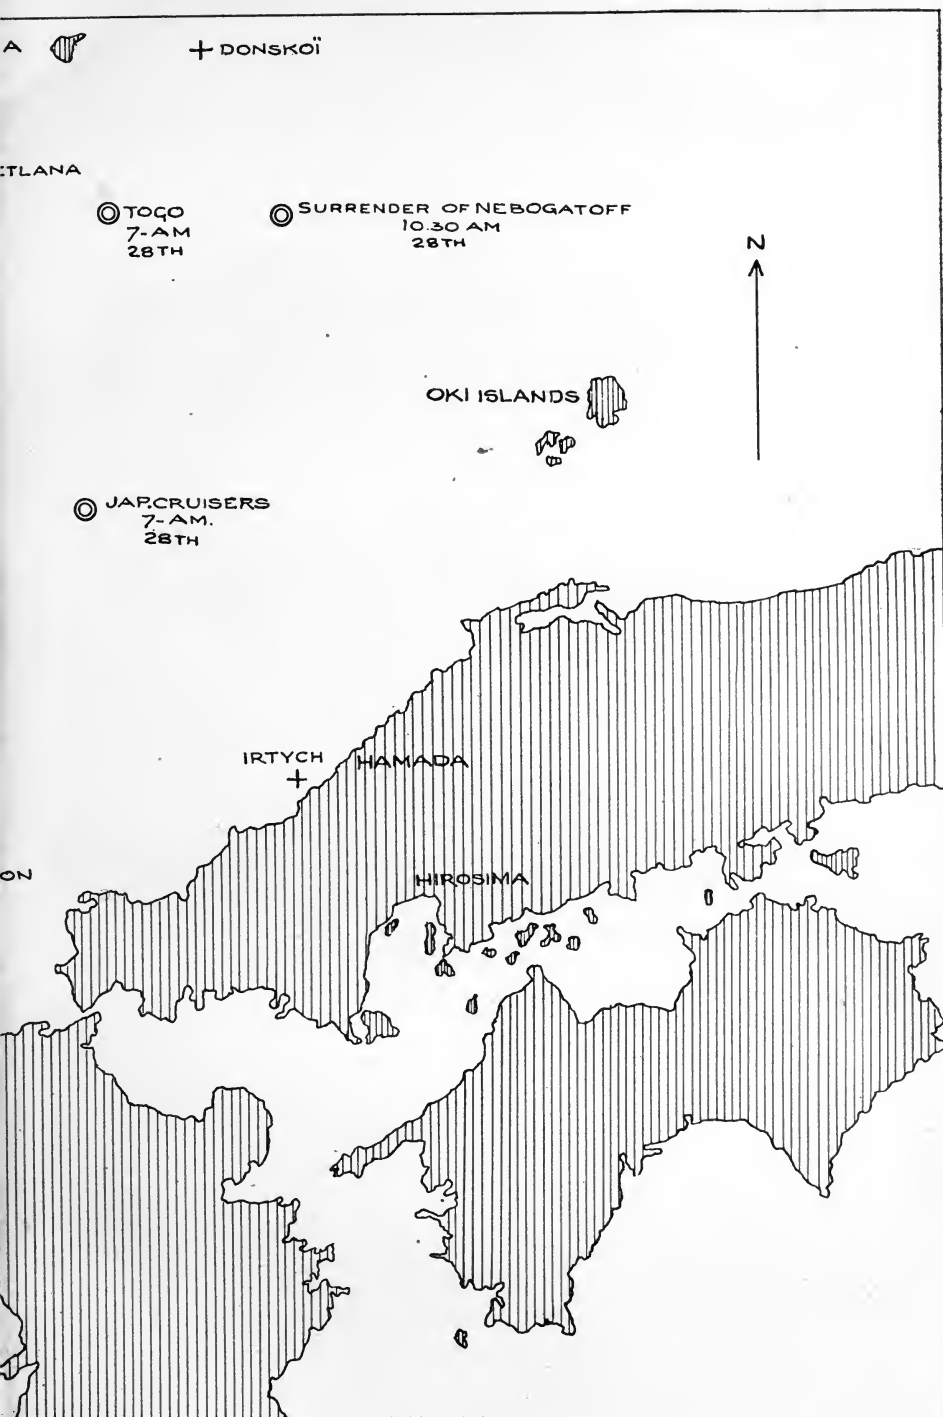 A
+ DONSKOÏ
ETLANA
TOGO
7-AM
28TH
SURRENDER OF NEBOGATOFF
10.30 AM
28TH
N
OKI ISLANDS
JAP.CRUISERS
7-AM.
28TH
IRTYCH
HAMADA
ON
HIROSIMA